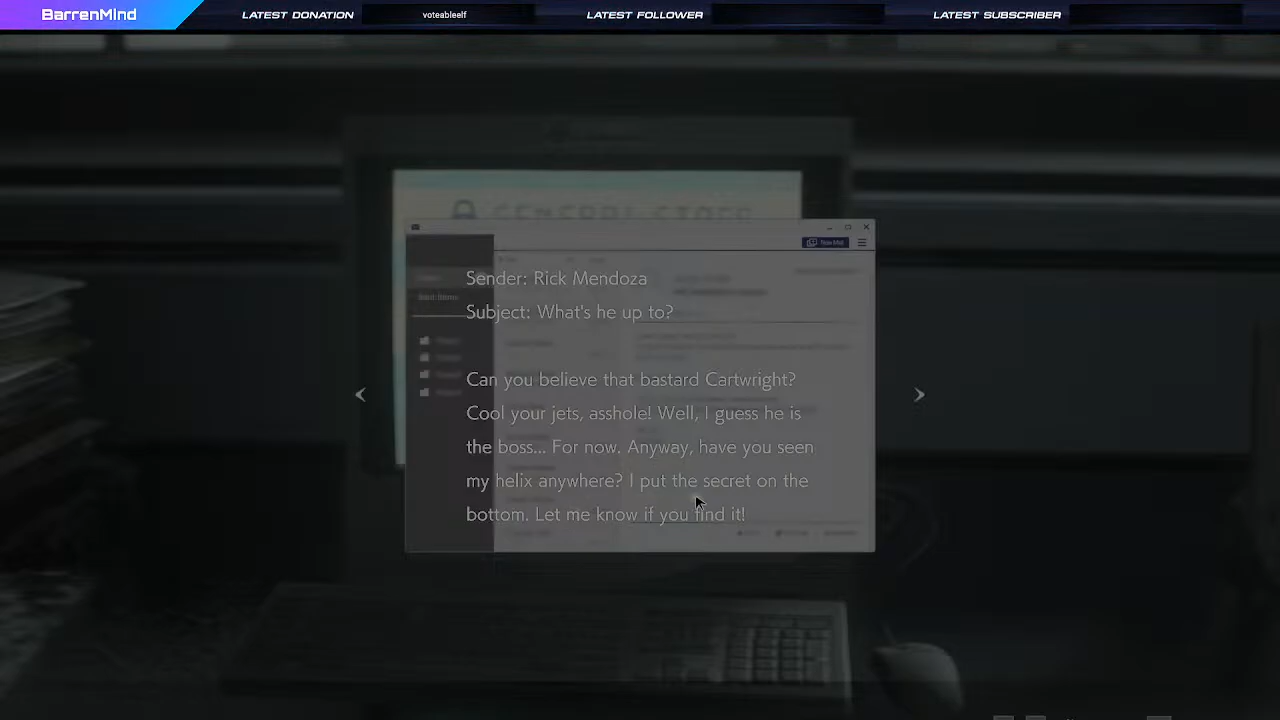 BarrenMind
LATEST DONATION
voteableelf
LATEST FOLLOWER
LATEST SUBSCRIBER
Sender: Rick Mendoza
Subject: What's he up to?
Can you believe that bastard Cartwright?
Cool your jets, asshole! Well, I guess he is
the boss... For now. Anyway, have you seen
my helix anywhere? I put the secret on the
bottom. Let me know if you find it!